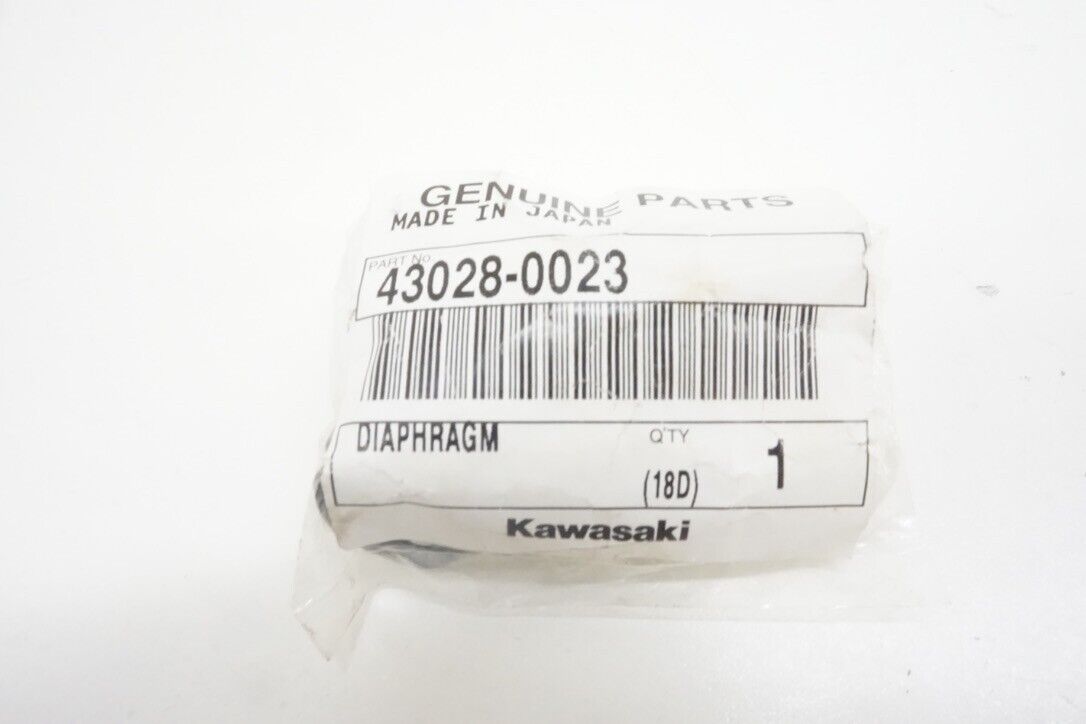 GENUINE PARTS
MADE IN JAPAN
PART No.
43028-0023
DIAPHRAGM
Q'TY
(18D)
1
Kawasaki